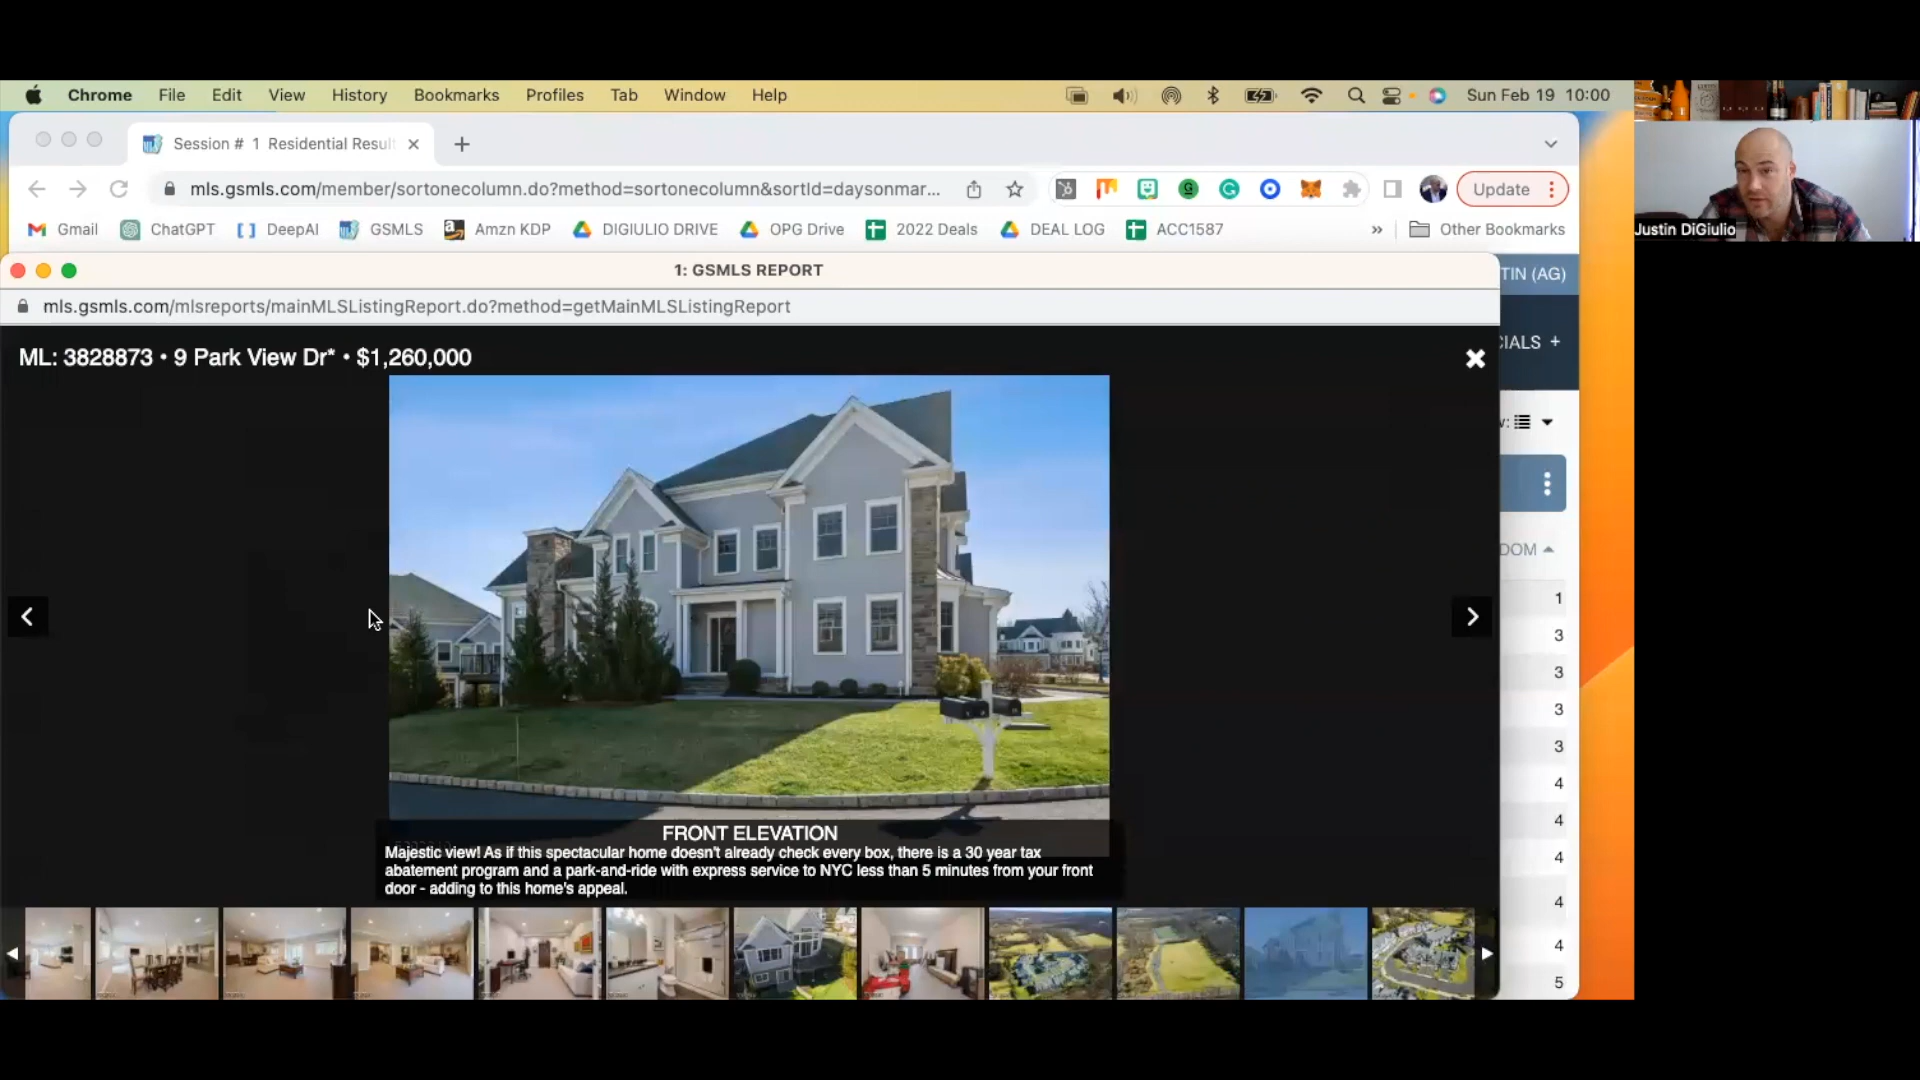 Chrome File Edit View History Bookmarks Profiles Tab Window Help Sun Feb 19 10:00
Session # 1 Residential Resul
mls.gsmls.com/member/sortonecolumn.do?method=sortonecolumn&sortId=daysonmar... Update
Gmail ChatGPT DeepAI GSMLS Amzn KDP DIGIULIO DRIVE OPG Drive 2022 Deals DEAL LOG ACC1587 » Other Bookmarks
Justin DiGiulio
1: GSMLS REPORT
TIN (AG)
mls.gsmls.com/mlsreports/mainMLSListingReport.do?method=getMainMLSListingReport
CIALS +
ML: 3828873 • 9 Park View Dr* • $1,260,000
v:
DOM
1
3
3
3
3
4
4
4
4
4
5
FRONT ELEVATION
Majestic view! As if this spectacular home doesn't already check every box, there is a 30 year tax
abatement program and a park-and-ride with express service to NYC less than 5 minutes from your front
door - adding to this home's appeal.